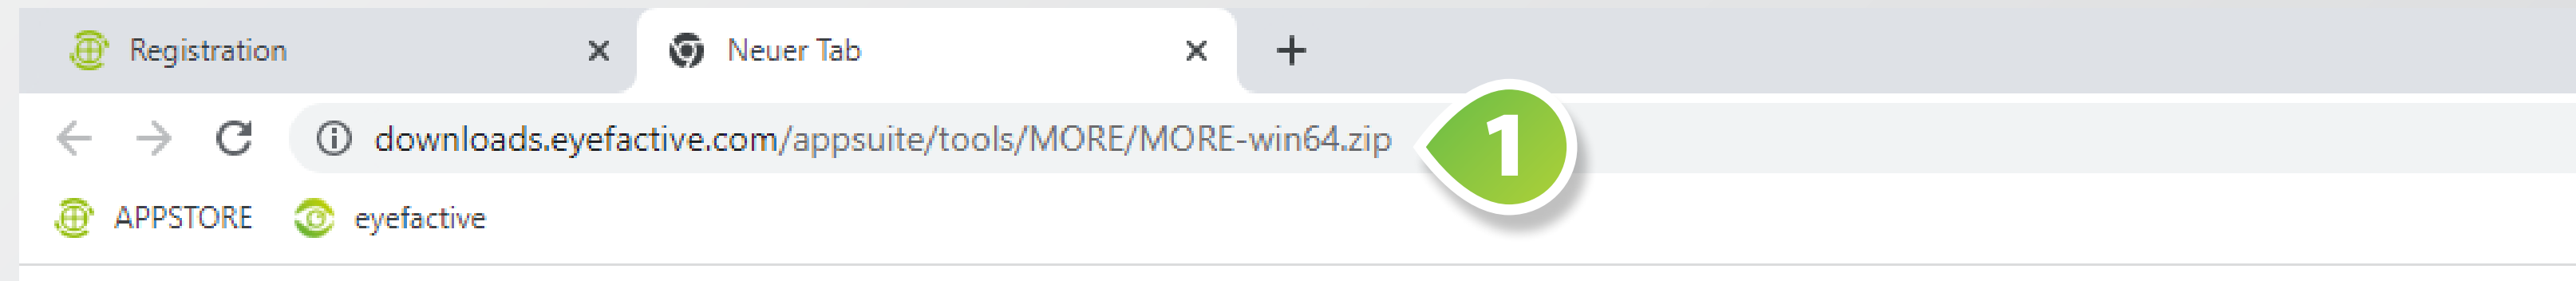 Registration Neuer Tab
downloads.eyefactive.com/appsuite/tools/MORE/MORE-win64.zip 1
APPSTORE eyefactive